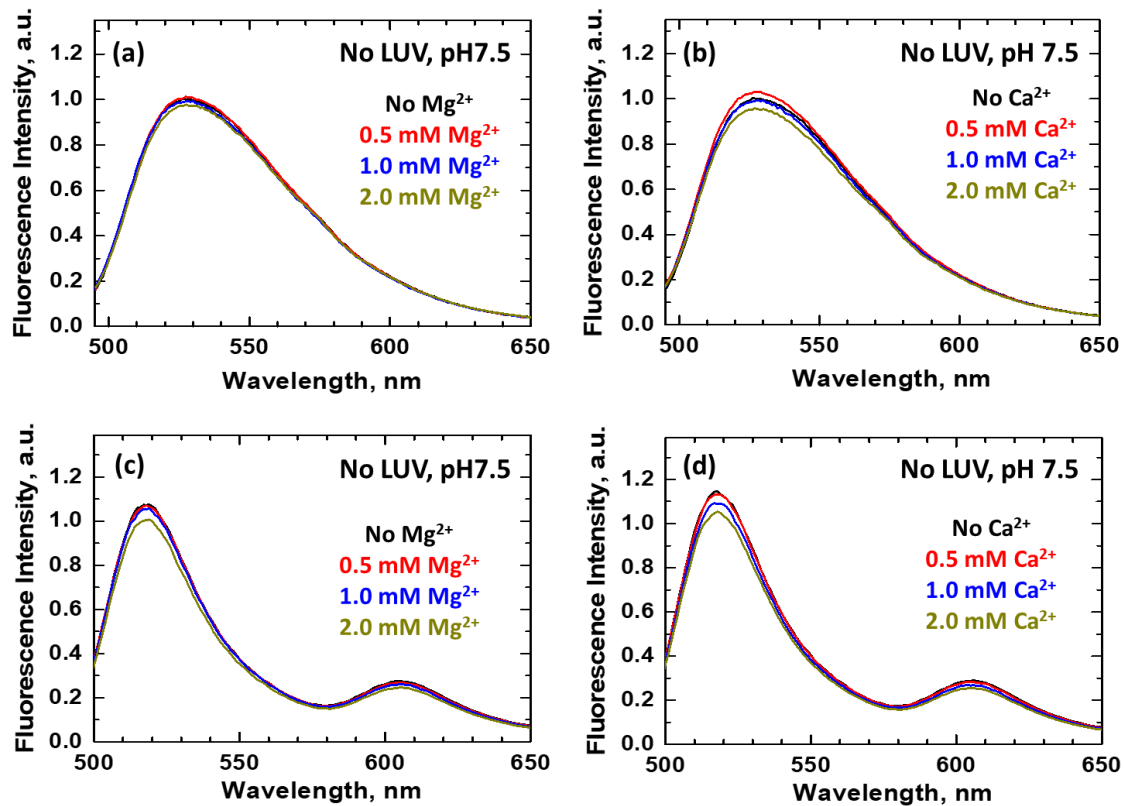 (a) No LUV, pH7.5
No Mg²⁺
0.5 mM Mg²⁺
1.0 mM Mg²⁺
2.0 mM Mg²⁺
Fluorescence Intensity, a.u.
1.2
1.0
0.8
0.6
0.4
0.2
0.0
500 550 600 650
Wavelength, nm
(b) No LUV, pH 7.5
No Ca²⁺
0.5 mM Ca²⁺
1.0 mM Ca²⁺
2.0 mM Ca²⁺
Fluorescence Intensity, a.u.
1.2
1.0
0.8
0.6
0.4
0.2
0.0
500 550 600 650
Wavelength, nm
(c) No LUV, pH7.5
No Mg²⁺
0.5 mM Mg²⁺
1.0 mM Mg²⁺
2.0 mM Mg²⁺
Fluorescence Intensity, a.u.
1.2
1.0
0.8
0.6
0.4
0.2
0.0
500 550 600 650
Wavelength, nm
(d) No LUV, pH 7.5
No Ca²⁺
0.5 mM Ca²⁺
1.0 mM Ca²⁺
2.0 mM Ca²⁺
Fluorescence Intensity, a.u.
1.2
1.0
0.8
0.6
0.4
0.2
0.0
500 550 600 650
Wavelength, nm